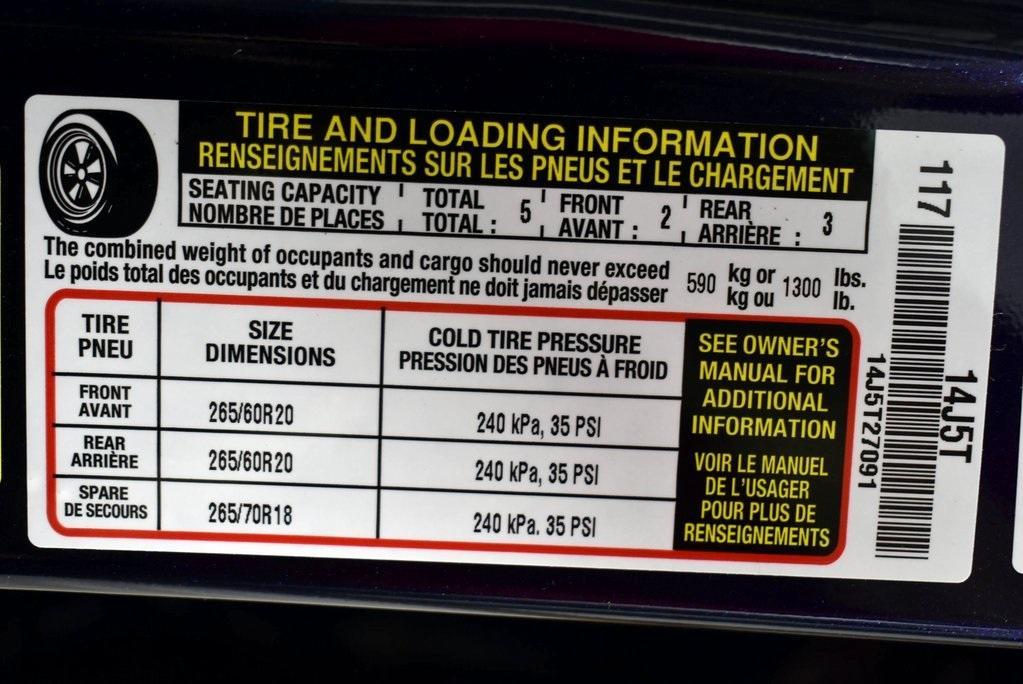 TIRE AND LOADING INFORMATION
RENSEIGNEMENTS SUR LES PNEUS ET LE CHARGEMENT
SEATING CAPACITY TOTAL FRONT REAR
NOMBRE DE PLACES TOTAL : 5 AVANT : 2 ARRIÈRE : 3
The combined weight of occupants and cargo should never exceed 590 kg or 1300 lbs.
Le poids total des occupants et du chargement ne doit jamais dépasser kg ou lb.
TIRE
PNEU
SIZE
DIMENSIONS
COLD TIRE PRESSURE
PRESSION DES PNEUS À FROID
FRONT
AVANT
265/60R20
240 kPa, 35 PSI
REAR
ARRIÈRE
265/60R20
240 kPa, 35 PSI
SPARE
DE SECOURS
265/70R18
240 kPa. 35 PSI
SEE OWNER'S
MANUAL FOR
ADDITIONAL
INFORMATION
VOIR LE MANUEL
DE L'USAGER
POUR PLUS DE
RENSEIGNEMENTS
117
14J5T27091
14J5T